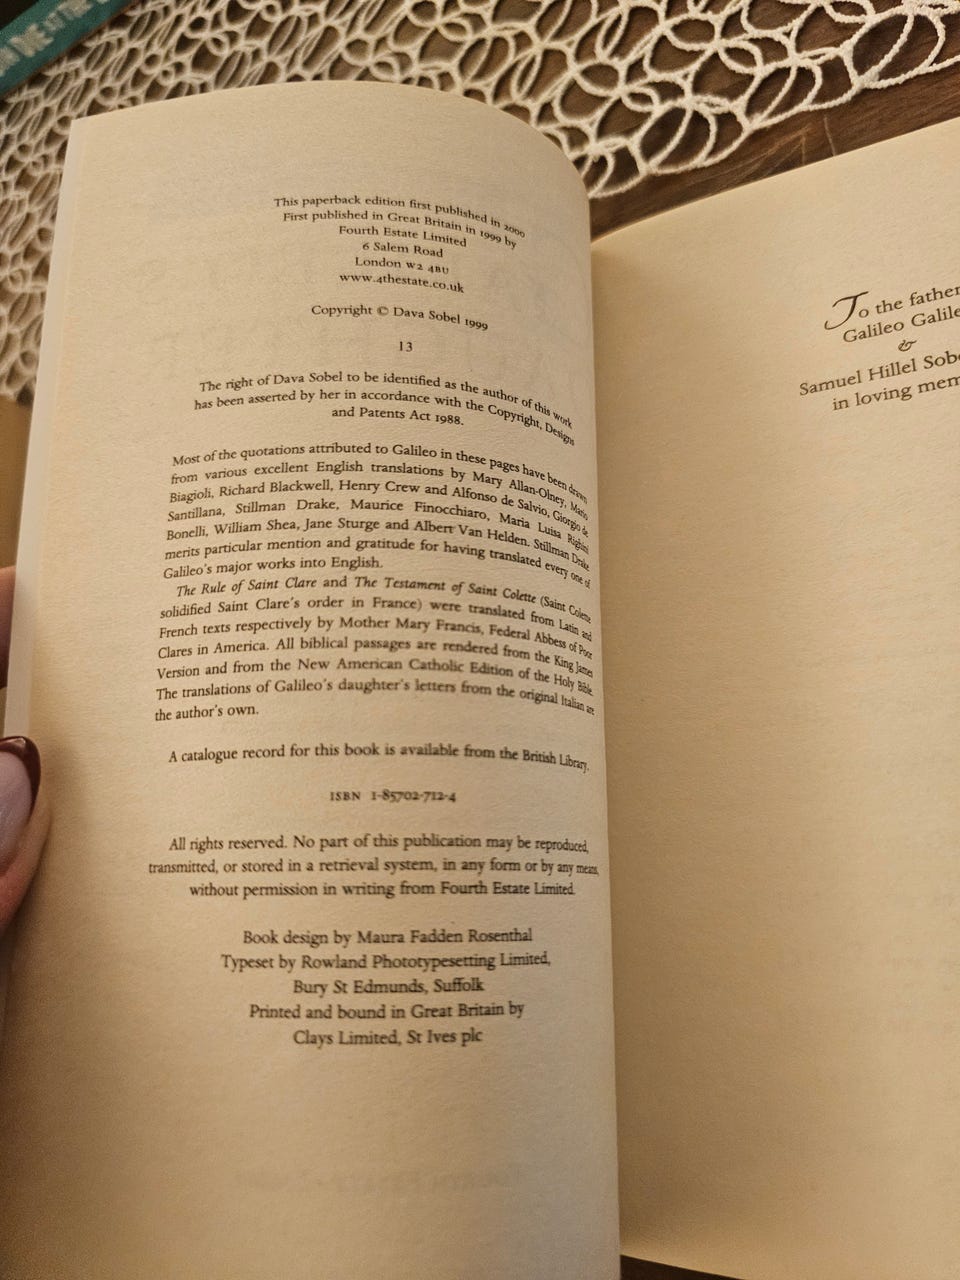 This paperback edition first published in 2000
First published in Great Britain in 1999 by
Fourth Estate Limited
6 Salem Road
London W2 4BU
www.4thestate.co.uk
Copyright © Dava Sobel 1999
13
The right of Dava Sobel to be identified as the author of this work
has been asserted by her in accordance with the Copyright, Designs
and Patents Act 1988.
Most of the quotations attributed to Galileo in these pages have been drawn
from various excellent English translations by Mary Allan-Olney, Mario
Biagioli, Richard Blackwell, Henry Crew and Alfonso de Salvio, Giorgio de
Santillana, Stillman Drake, Maurice Finocchiaro, Maria Luisa Righini
Bonelli, William Shea, Jane Sturge and Albert Van Helden. Stillman Drake
merits particular mention and gratitude for having translated every one of
Galileo's major works into English.
The Rule of Saint Clare and The Testament of Saint Colette (Saint Colette
solidified Saint Clare's order in France) were translated from Latin and
French texts respectively by Mother Mary Francis, Federal Abbess of Poor
Clares in America. All biblical passages are rendered from the King James
Version and from the New American Catholic Edition of the Holy Bible.
The translations of Galileo's daughter's letters from the original Italian are
the author's own.
A catalogue record for this book is available from the British Library.
ISBN 1-85702-712-4
All rights reserved. No part of this publication may be reproduced,
transmitted, or stored in a retrieval system, in any form or by any means,
without permission in writing from Fourth Estate Limited.
Book design by Maura Fadden Rosenthal
Typeset by Rowland Phototypesetting Limited,
Bury St Edmunds, Suffolk
Printed and bound in Great Britain by
Clays Limited, St Ives plc
To the father
Galileo Galile
&
Samuel Hillel Sob
in loving mem